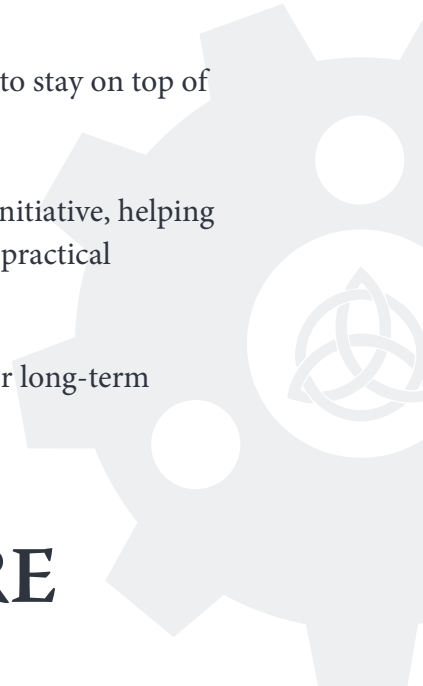 to stay on top of
nitiative, helping
practical
r long-term
RE